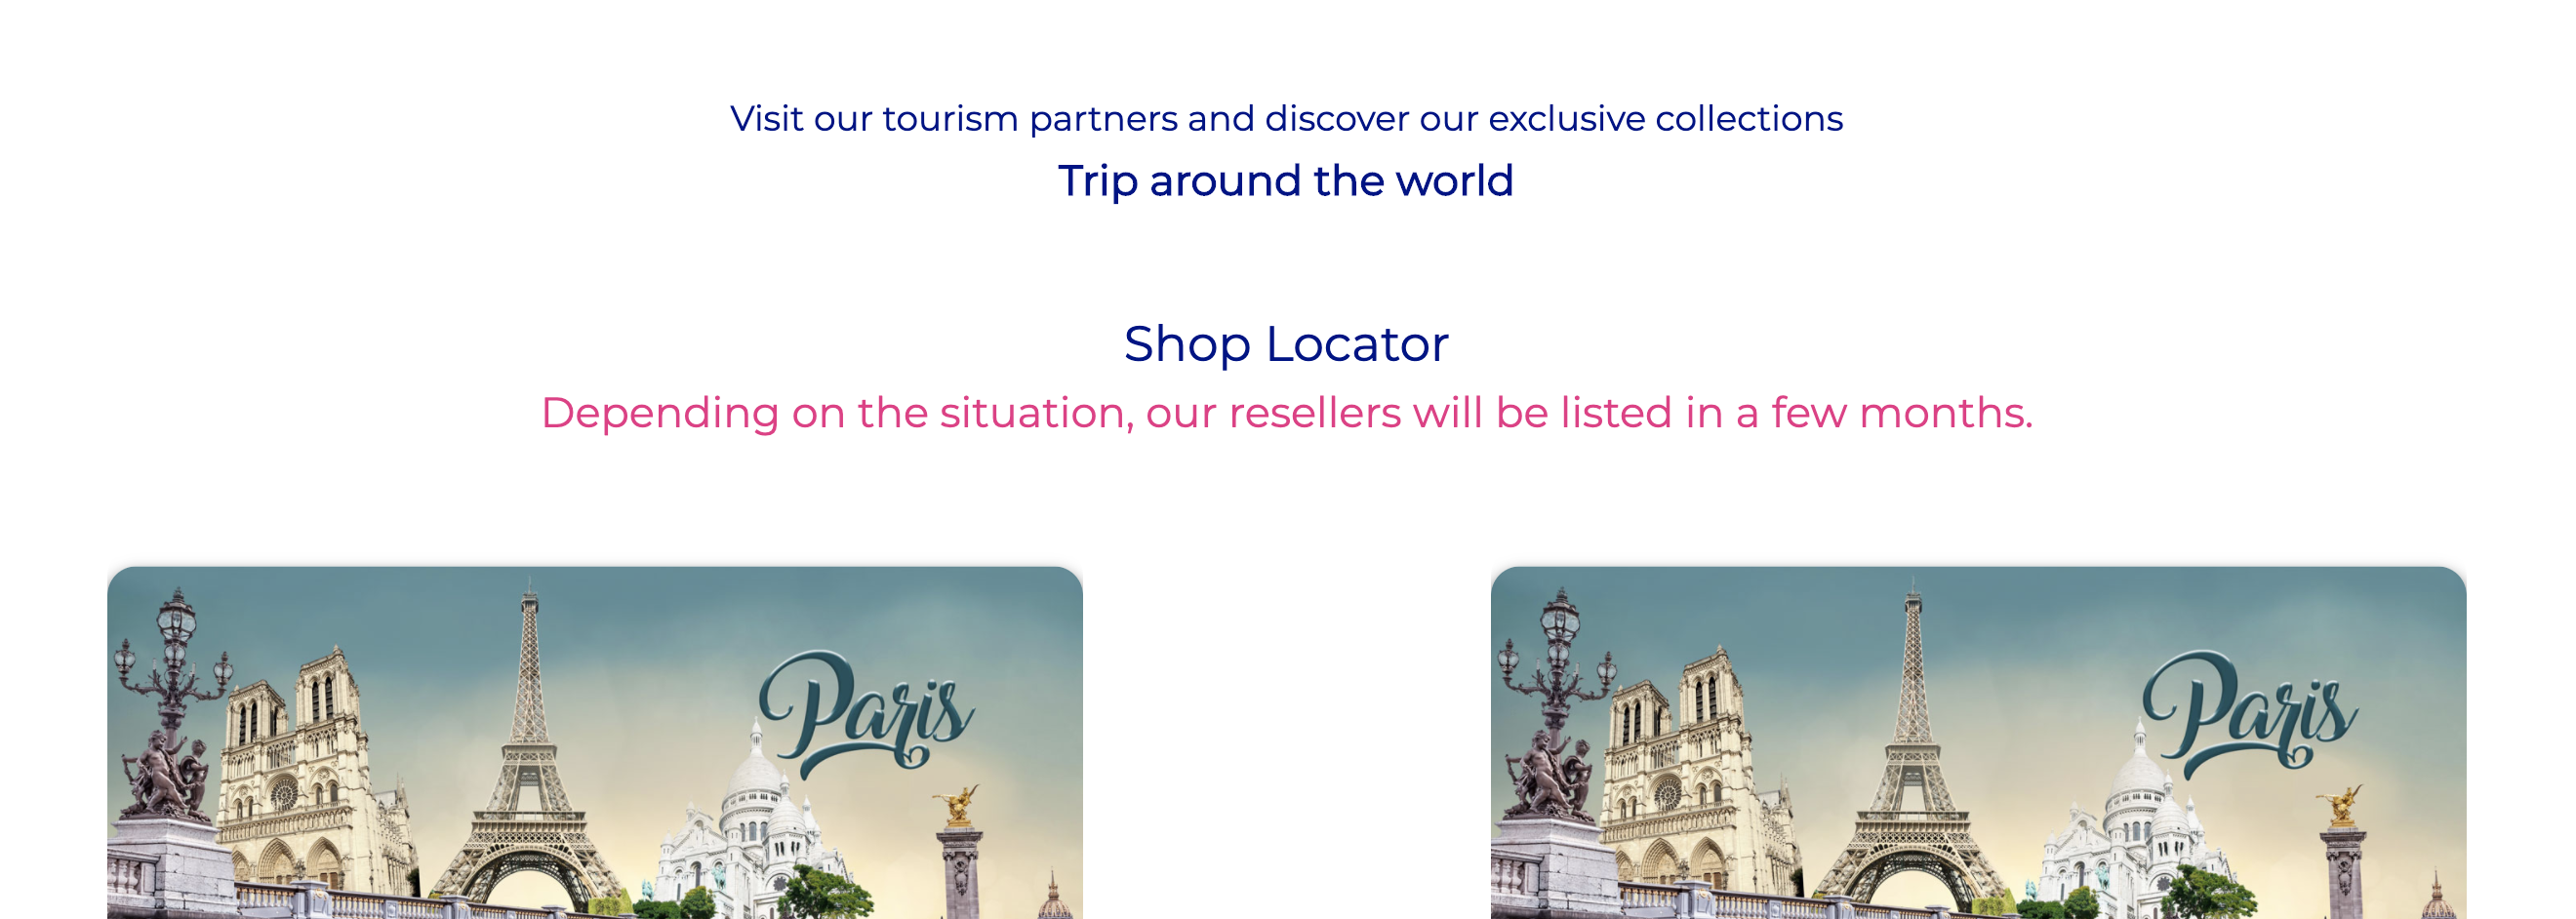 Visit our tourism partners and discover our exclusive collections
Trip around the world
Shop Locator
Depending on the situation, our resellers will be listed in a few months.
Paris
Paris